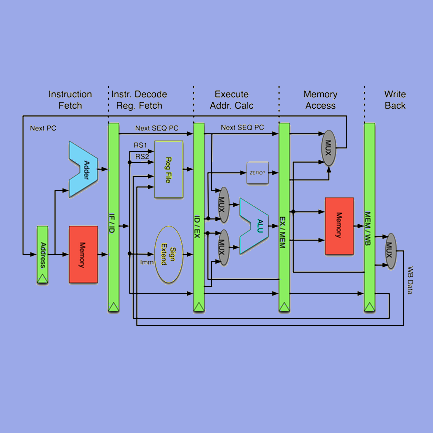 Instruction
Fetch
Instr. Decode
Reg. Fetch
Execute
Addr. Calc
Memory
Access
Write
Back
Next PC
Next SEQ PC
Next SEQ PC
RS1
RS2
Reg File
Adder
IF / ID
Address
Memory
Sign
Extend
Imm
ID / EX
MUX
MUX
Zero?
ALU
EX / MEM
MUX
Memory
MEM / WB
MUX
WB Data